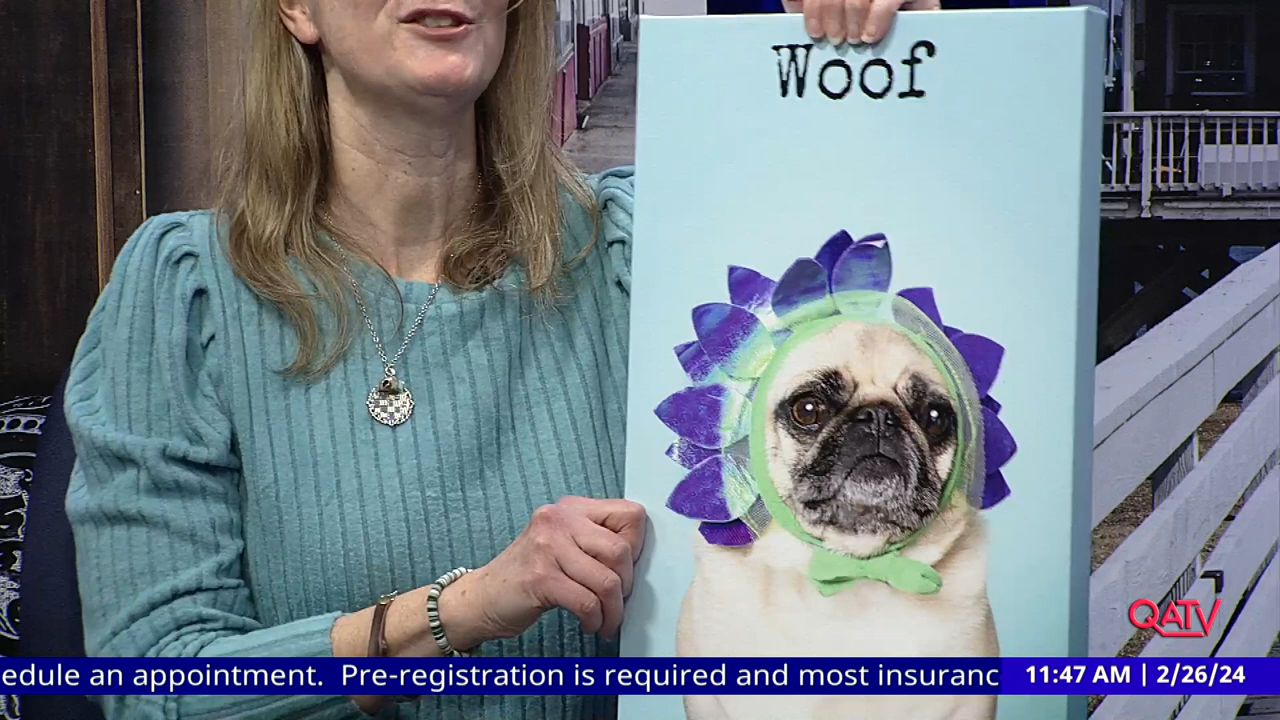 Woof
QATV
edule an appointment.  Pre-registration is required and most insuranc
11:47 AM | 2/26/24